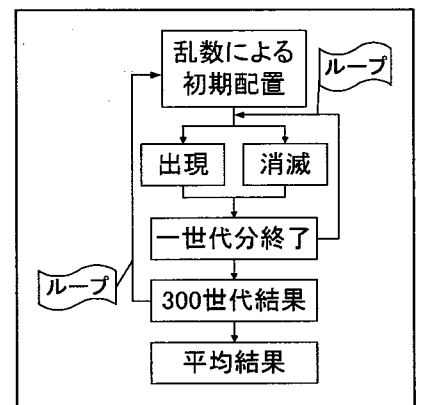 乱数による
初期配置
ループ
出現
消滅
一世代分終了
ループ
300世代結果
平均結果